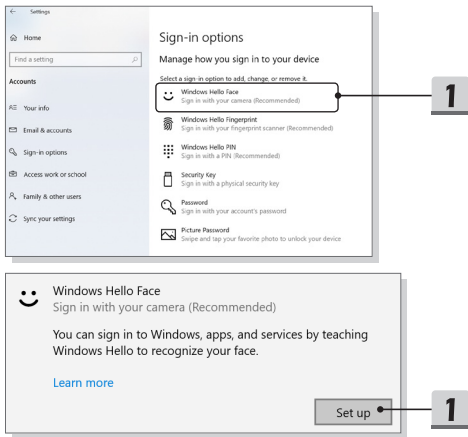 Settings
Home
Find a setting
Accounts
Your info
Email & accounts
Sign-in options
Access work or school
Family & other users
Sync your settings
Sign-in options
Manage how you sign in to your device
Select a sign-in option to add, change, or remove it.
Windows Hello Face
Sign in with your camera (Recommended)
Windows Hello Fingerprint
Sign in with your fingerprint scanner (Recommended)
Windows Hello PIN
Sign in with a PIN (Recommended)
Security Key
Sign in with a physical security key
Password
Sign in with your account's password
Picture Password
Swipe and tap your favorite photo to unlock your device
1
Windows Hello Face
Sign in with your camera (Recommended)
You can sign in to Windows, apps, and services by teaching
Windows Hello to recognize your face.
Learn more
Set up
1